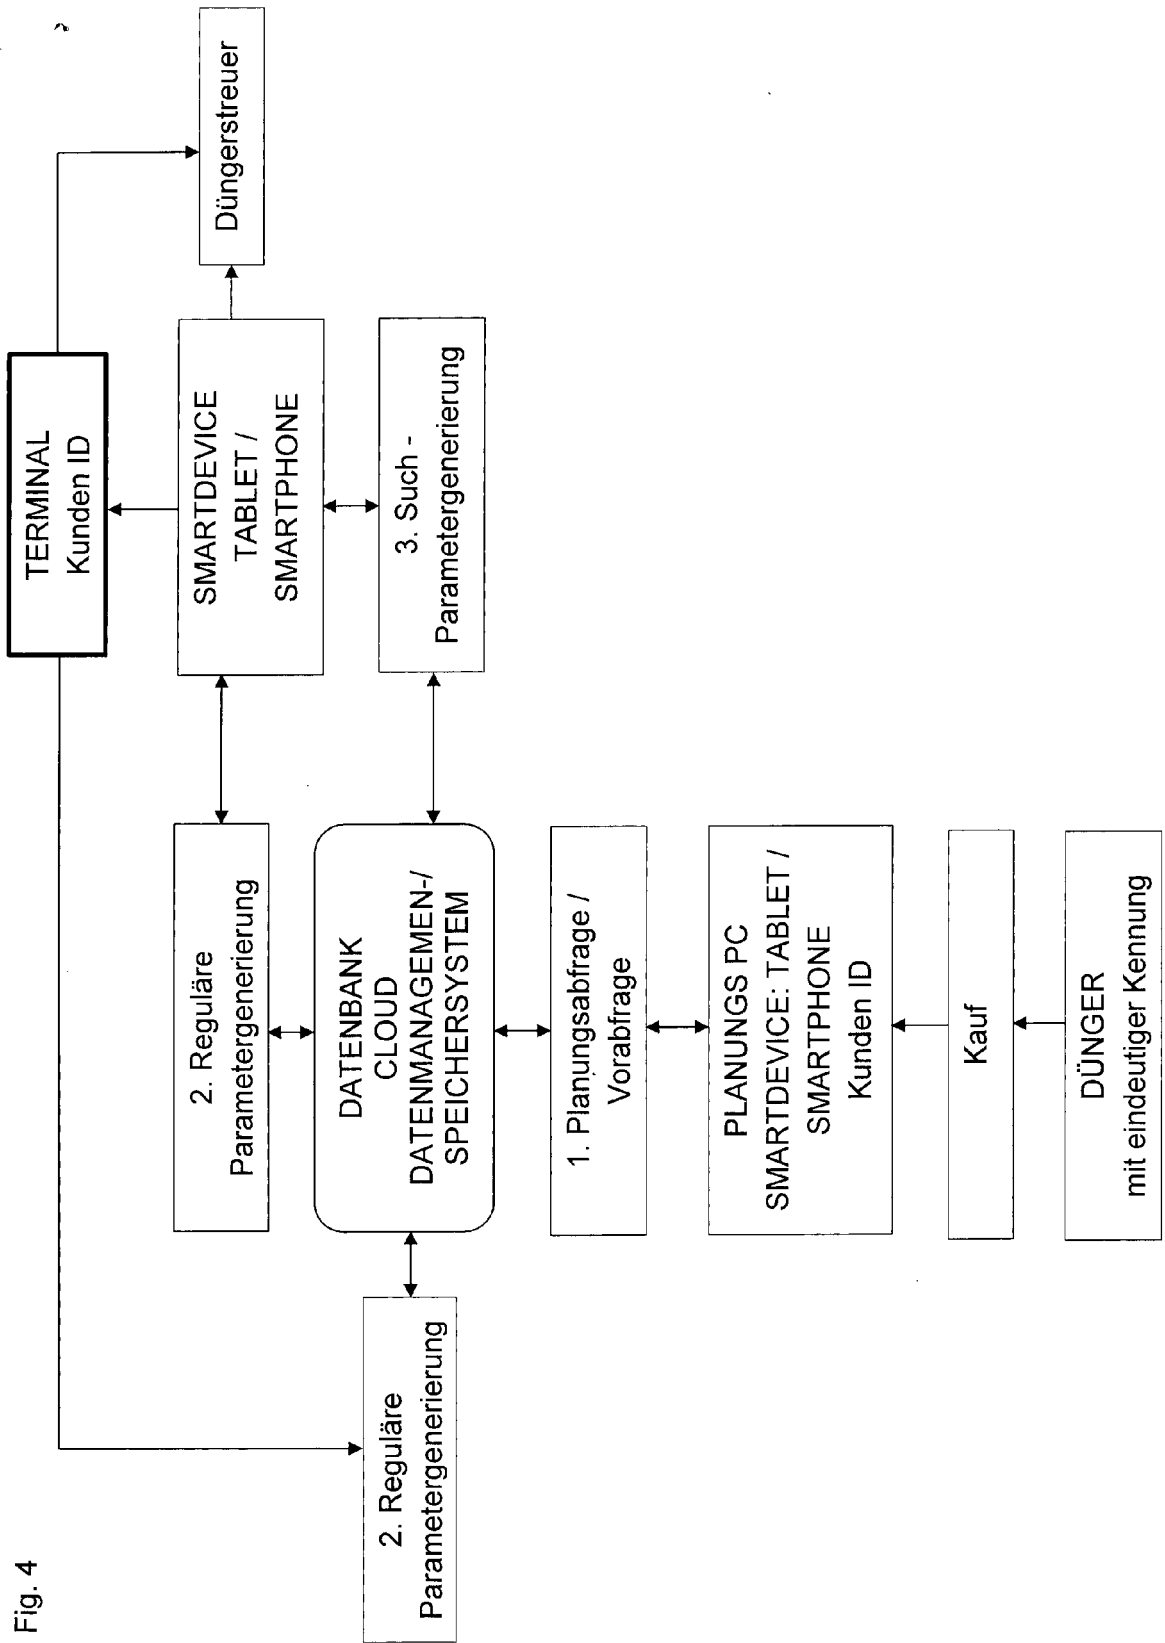 Fig. 4
TERMINAL
Kunden ID
Düngerstreuer
SMARTDEVICE
TABLET /
SMARTPHONE
3. Such -
Parametergenerierung
2. Reguläre
Parametergenerierung
DATENBANK
CLOUD
DATENMANAGEMEN-/
SPEICHERSYSTEM
2. Reguläre
Parametergenerierung
1. Planungsabfrage /
Vorabfrage
PLANUNGS PC
SMARTDEVICE: TABLET /
SMARTPHONE
Kunden ID
Kauf
DÜNGER
mit eindeutiger Kennung